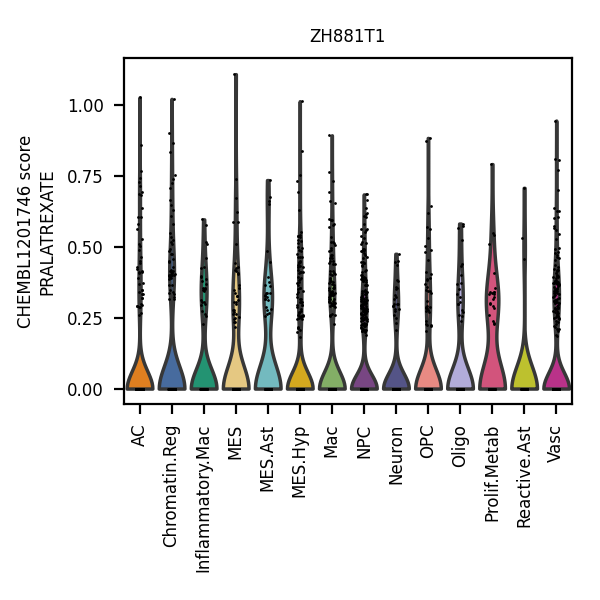 ZH881T1
CHEMBL1201746 score
PRALATREXATE
1.00
0.75
0.50
0.25
0.00
AC
Chromatin.Reg
Inflammatory.Mac
MES
MES.Ast
MES.Hyp
Mac
NPC
Neuron
OPC
Oligo
Prolif.Metab
Reactive.Ast
Vasc